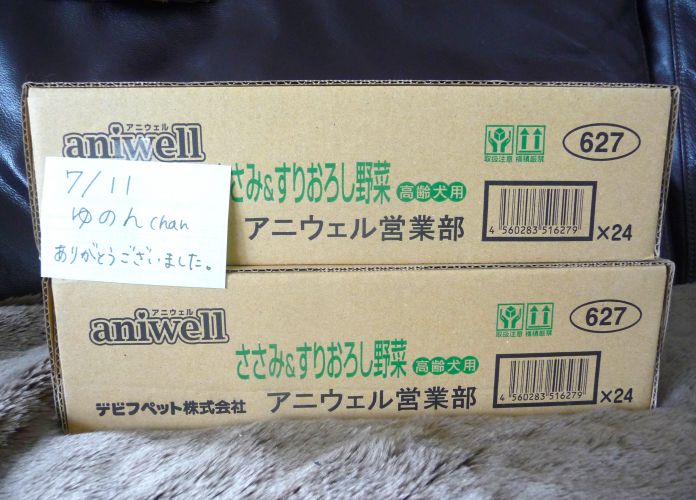 アニウェル
aniwell
ささみ&すりおろし野菜 高齢犬用
アニウェル営業部
取扱注意 横積厳禁
627
4 560283 516279
×24
7/11
ゆのんchan
ありがとうございました。
アニウェル
aniwell
ささみ&すりおろし野菜 高齢犬用
デビフペット株式会社 アニウェル営業部
取扱注意 横積厳禁
627
4 560283 516279
×24